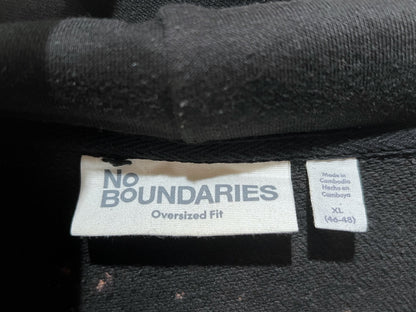 No
BOUNDARIES
Oversized Fit
Made in
Cambodia
Hecho en
Camboya
XL
(46-48)